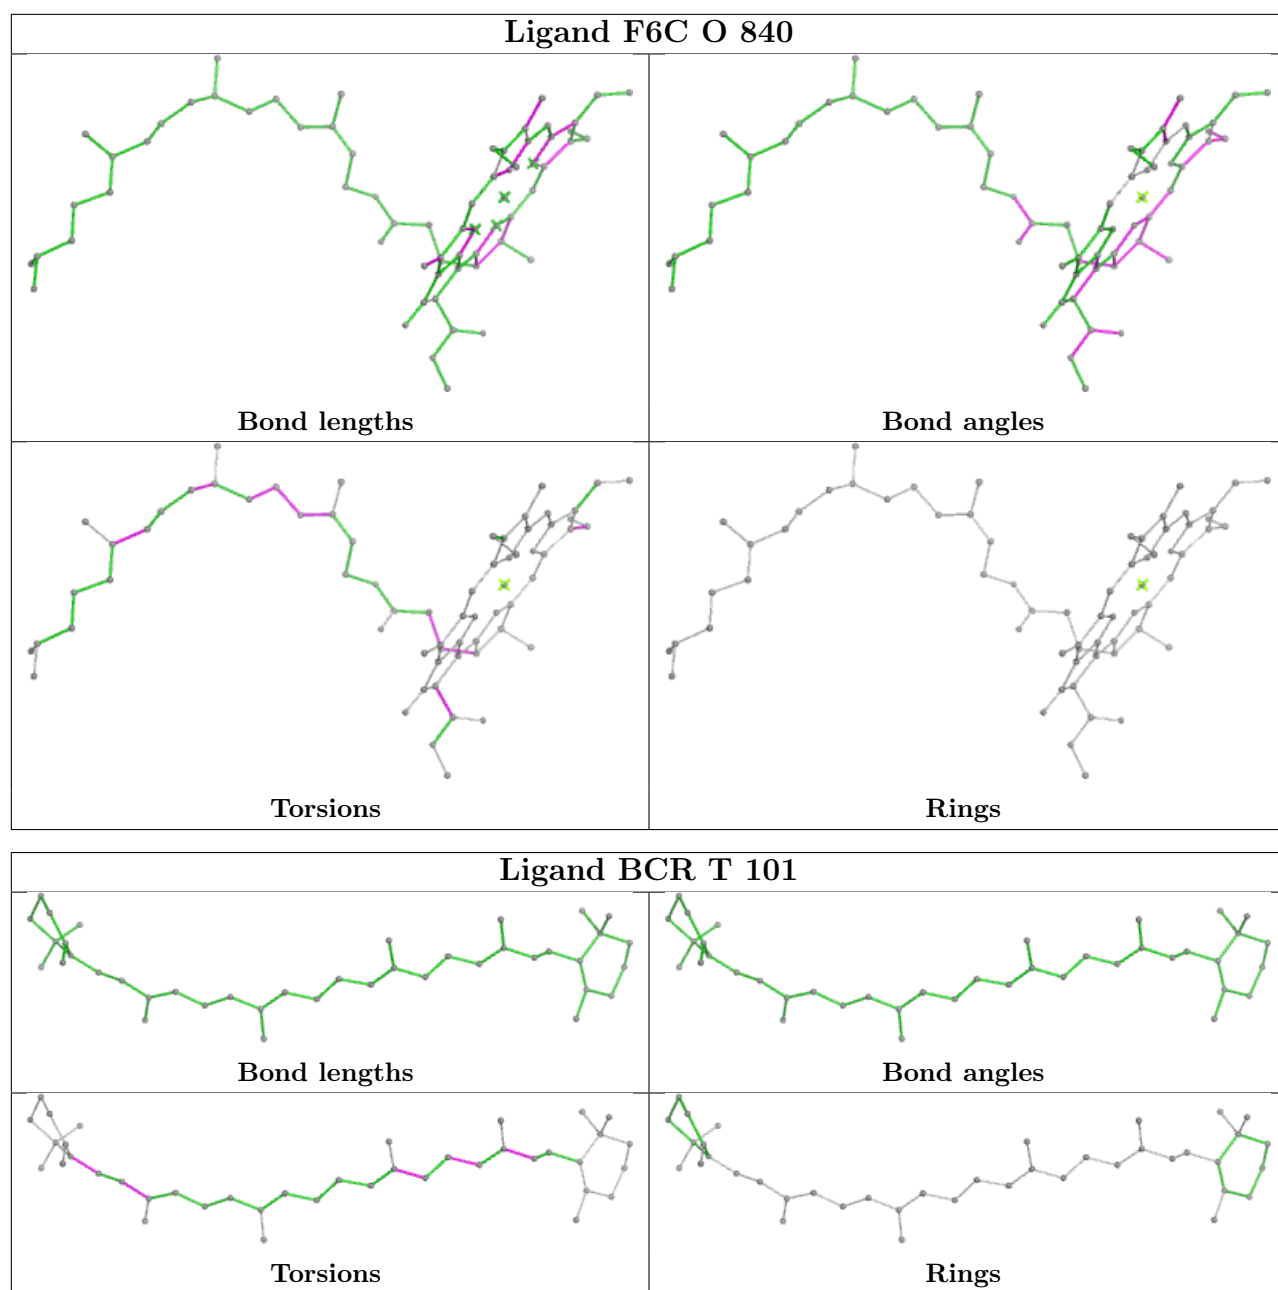 Ligand F6C O 840
Bond lengths
Bond angles
Torsions
Rings
Ligand BCR T 101
Bond lengths
Bond angles
Torsions
Rings